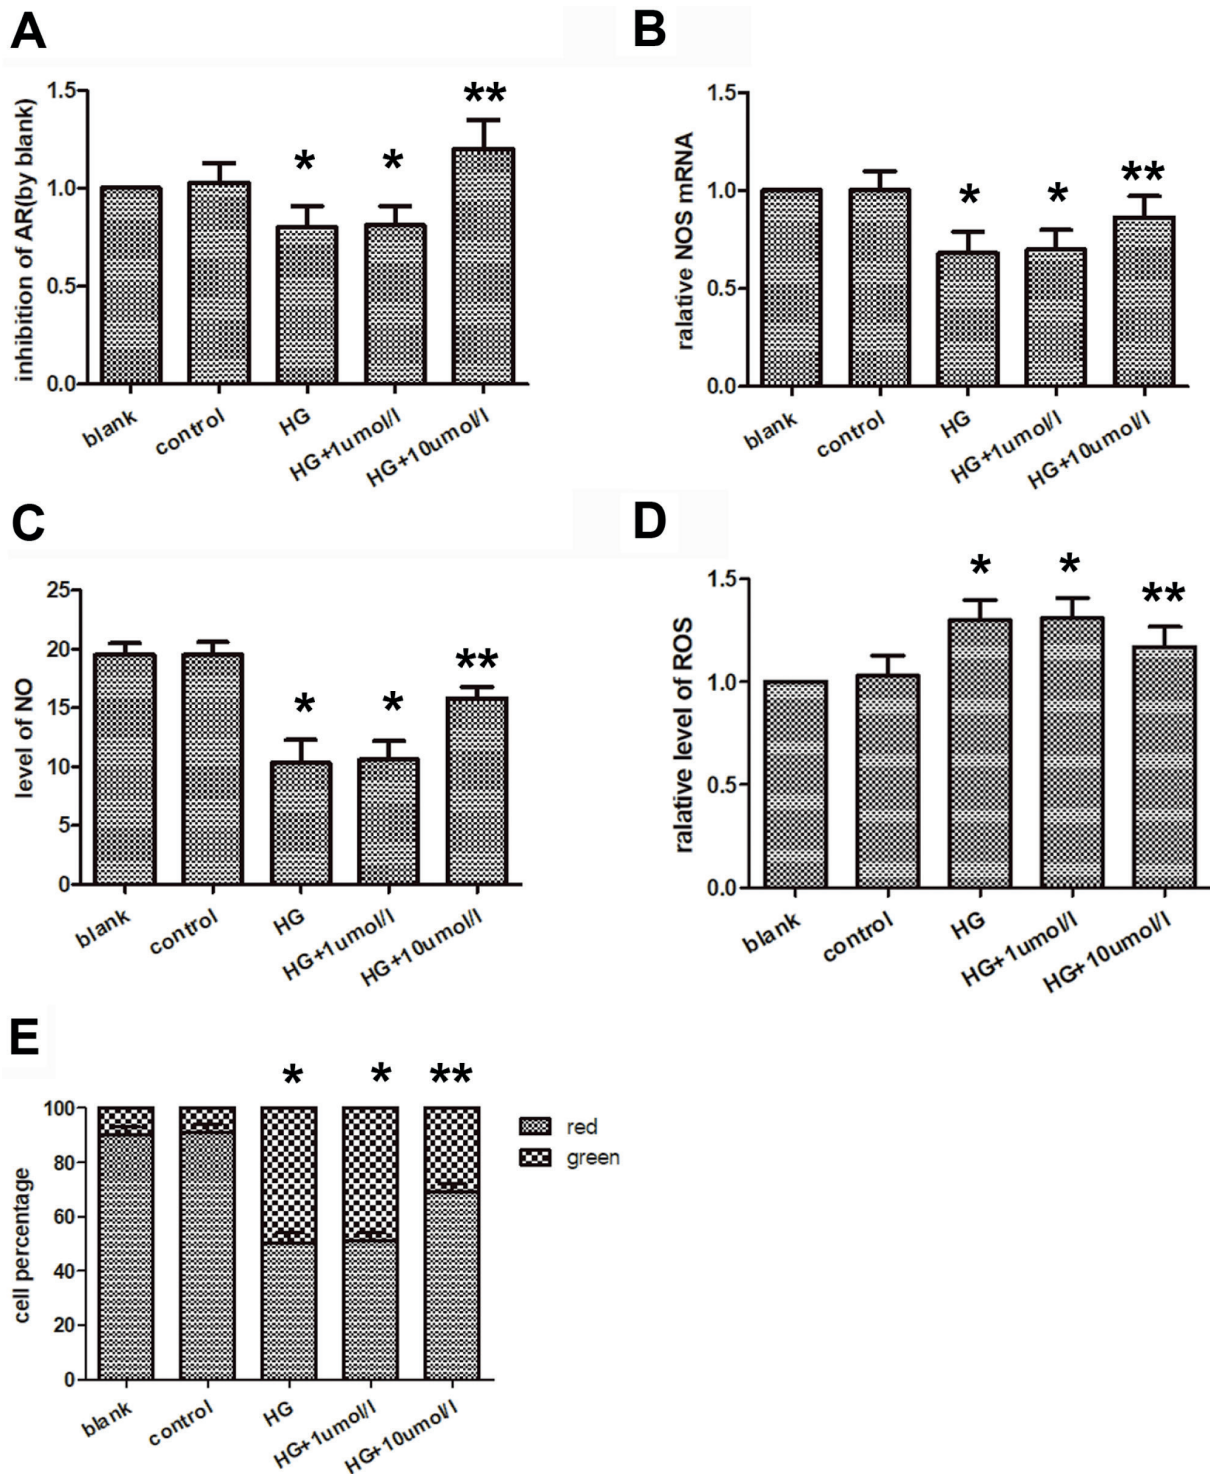 A
inhibition of AR(by blank)
1.5
1.0
0.5
0.0
* * **
blank control HG HG+1umol/l HG+10umol/l
B
ralative NOS mRNA
1.5
1.0
0.5
0.0
* * **
blank control HG HG+1umol/l HG+10umol/l
C
level of NO
25
20
15
10
5
0
* * **
blank control HG HG+1umol/l HG+10umol/l
D
ralative level of ROS
1.5
1.0
0.5
0.0
* * **
blank control HG HG+1umol/l HG+10umol/l
E
cell percentage
100
80
60
40
20
0
* * **
blank control HG HG+1umol/l HG+10umol/l
red
green